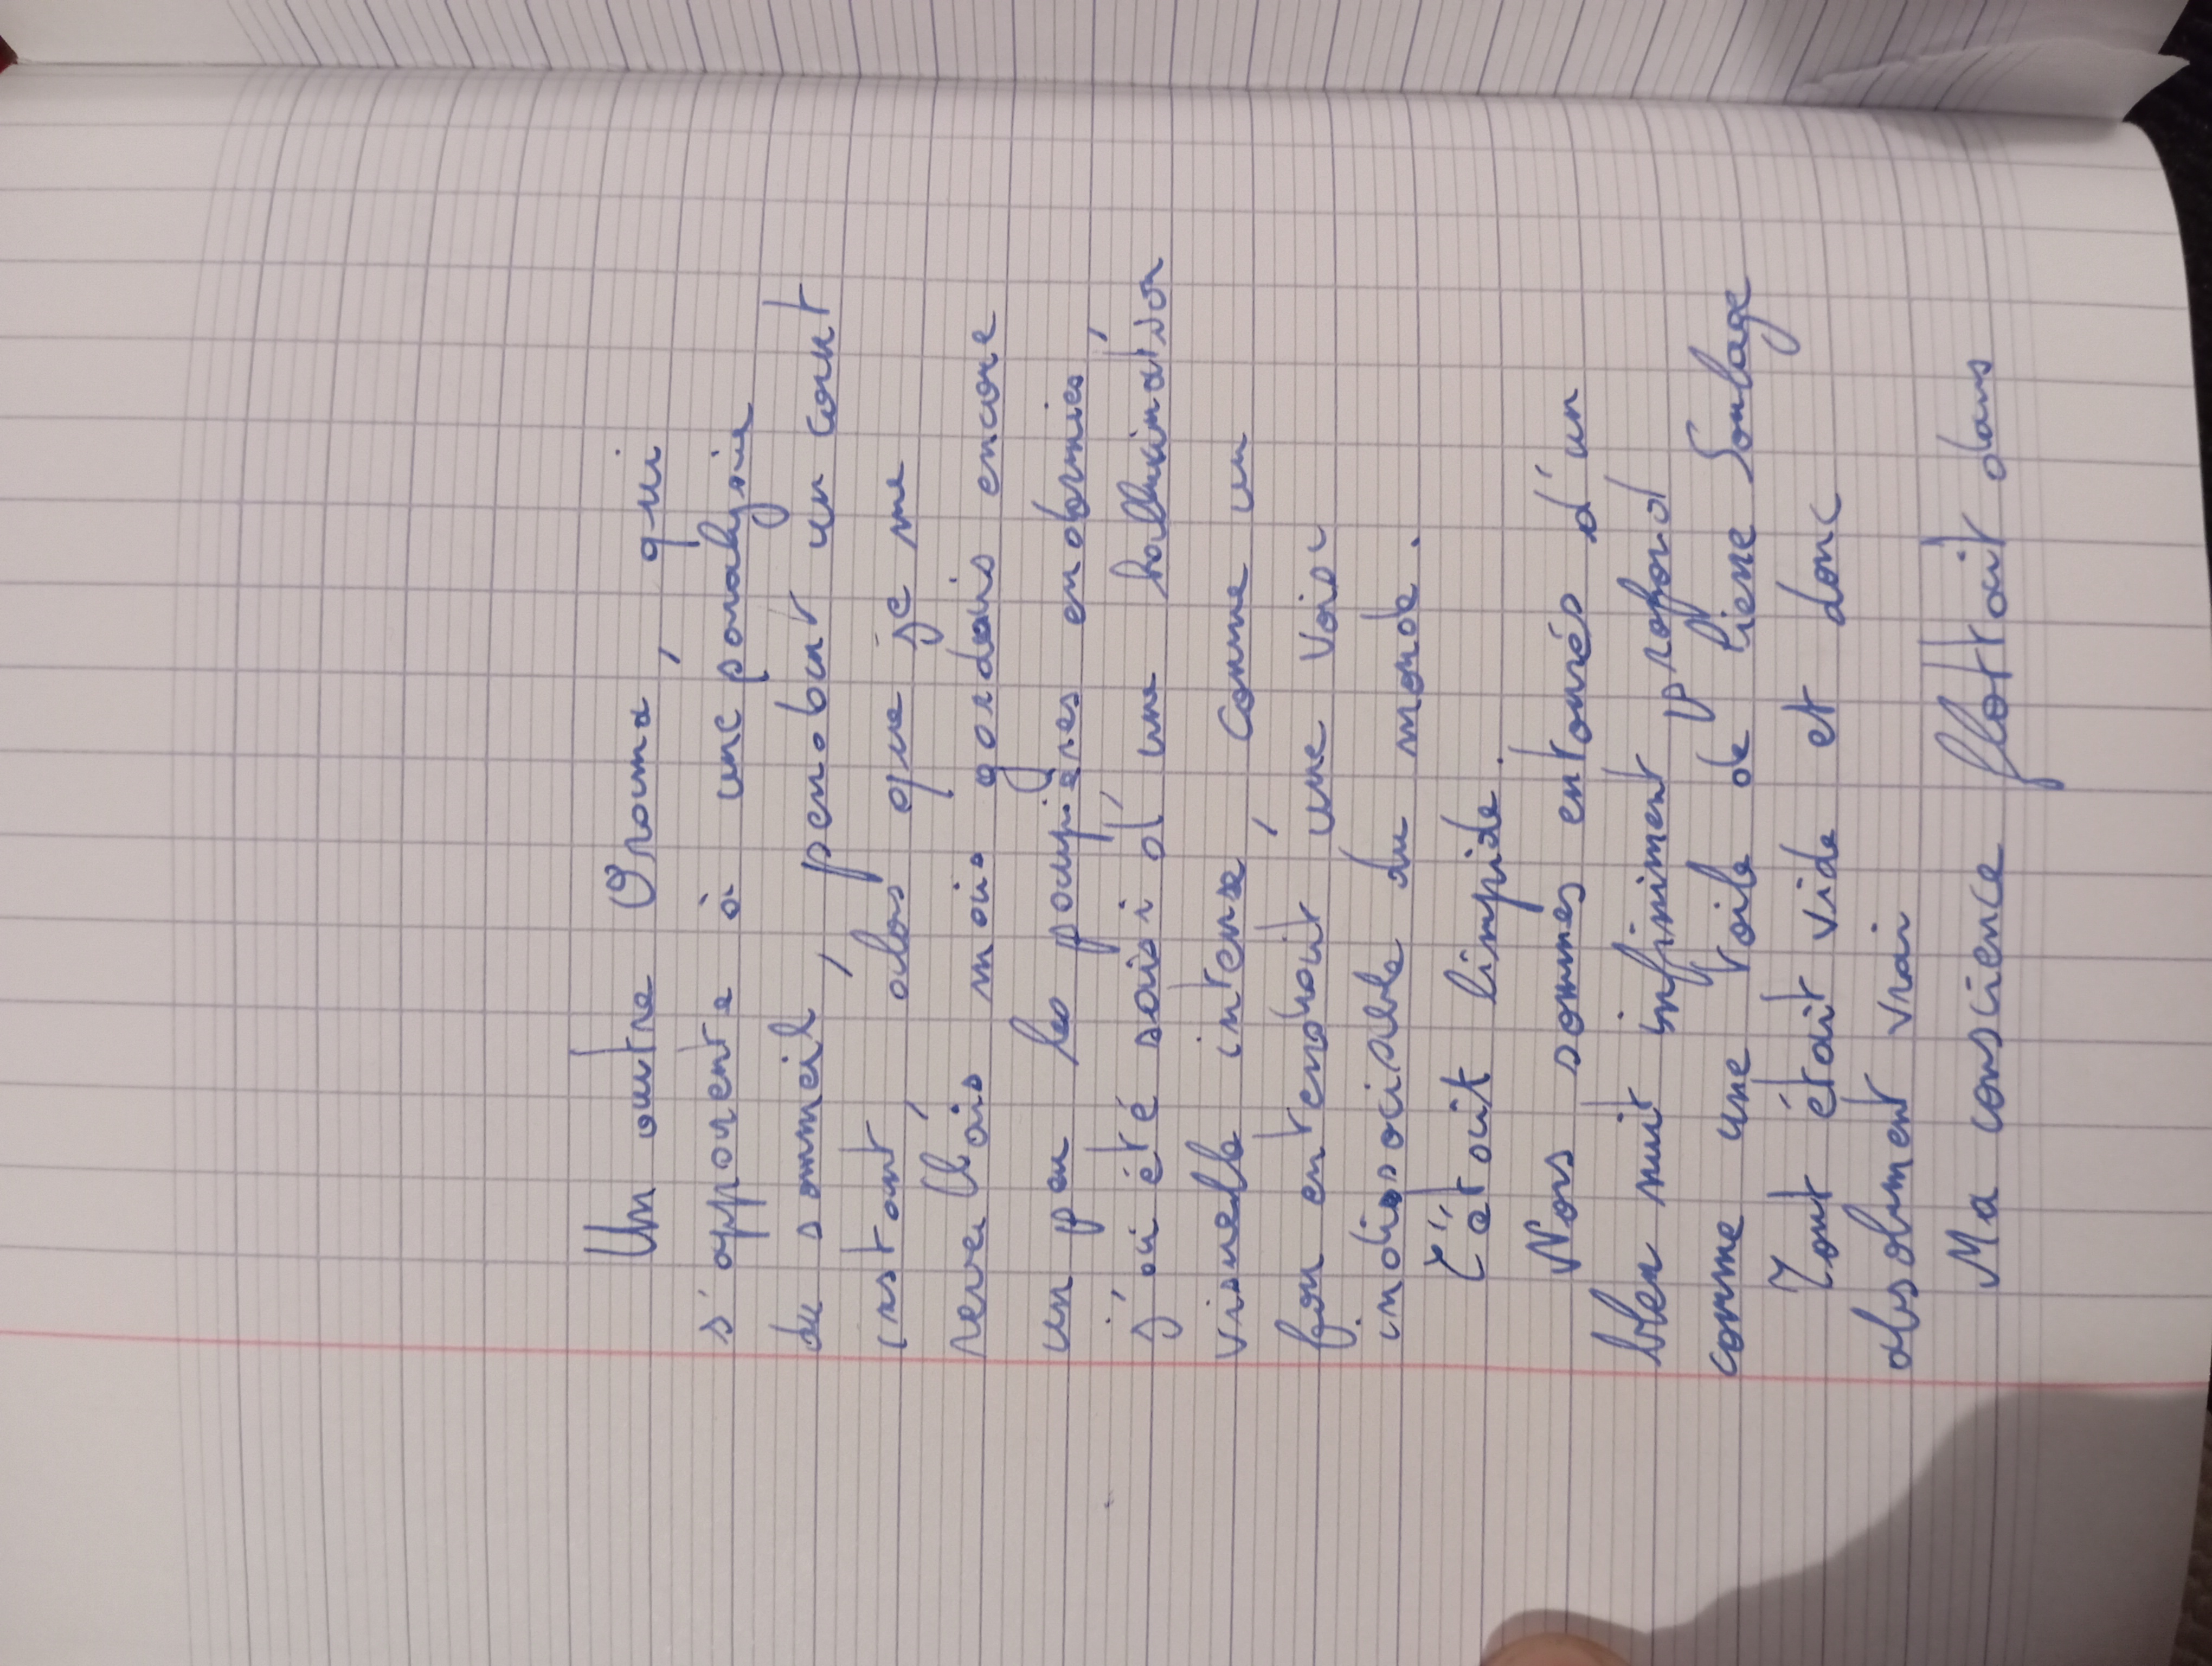 Un autre Orama, qui
s'apparente à une paralysie
du sommeil, pendant un court
instant, alors que je me
reveillais mais gardais encore
un peu les paupières endormies,
j'ai été saisi d'une hallucination
visuelle intense, comme un
fou entendrait une voix
indissociable du monde.
C'était limpide.
Nous sommes entourés d'un
bleu nuit infiniment profond
comme une toile de Pierre Soulage
Tout était vide et donc
absolument vrai
Ma conscience flottait dans